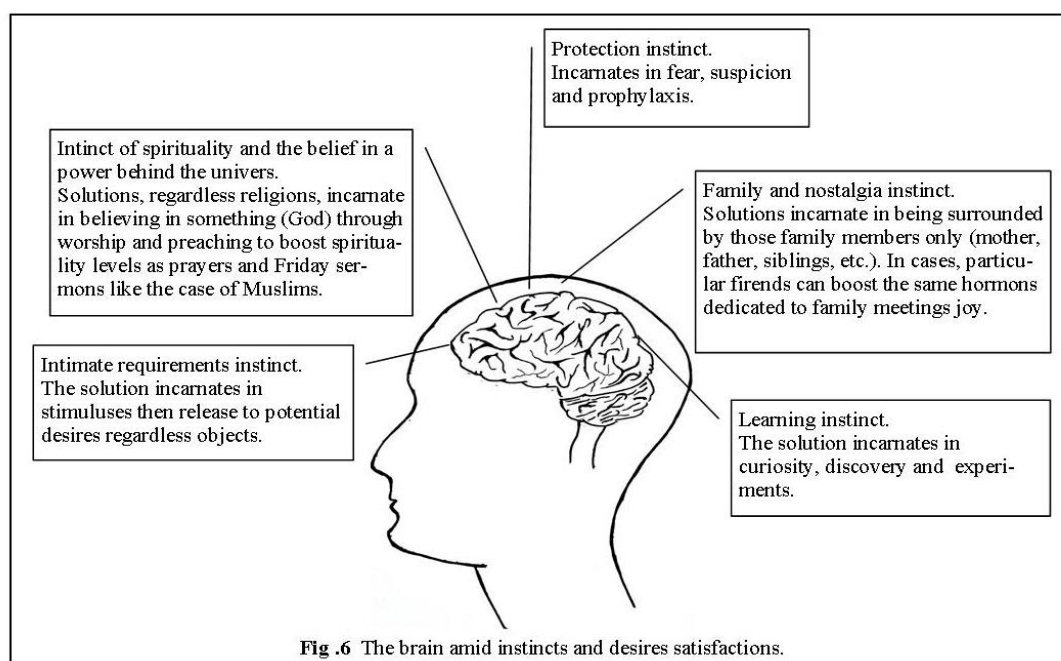 Protection instinct.
Incarnates in fear, suspicion
and prophylaxis.
Intinct of spirituality and the belief in a
power behind the univers.
Solutions, regardless religions, incarnate
in believing in something (God) through
worship and preaching to boost spiritua-
lity levels as prayers and Friday ser-
mons like the case of Muslims.
Family and nostalgia instinct.
Solutions incarnate in being surrounded
by those family members only (mother,
father, siblings, etc.). In cases, particu-
lar firends can boost the same hormons
dedicated to family meetings joy.
Intimate requirements instinct.
The solution incarnates in
stimuluses then release to potential
desires regardless objects.
Learning instinct.
The solution incarnates in
curiosity, discovery and experi-
ments.
Fig .6 The brain amid instincts and desires satisfactions.